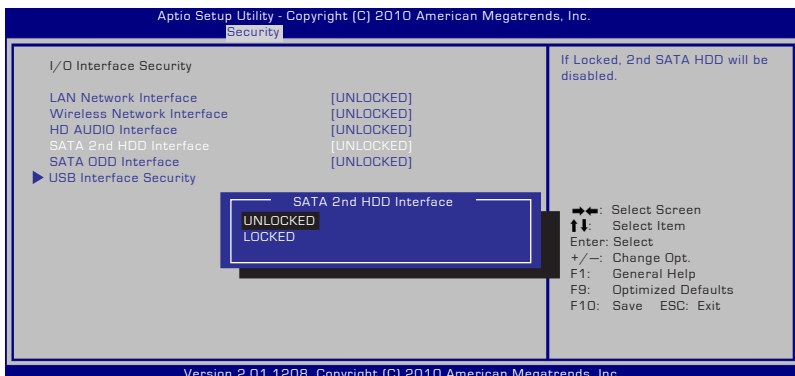 Aptio Setup Utility - Copyright (C) 2010 American Megatrends, Inc.
Security
I/O Interface Security
LAN Network Interface [UNLOCKED]
Wireless Network Interface [UNLOCKED]
HD AUDIO Interface [UNLOCKED]
SATA 2nd HDD Interface [UNLOCKED]
SATA ODD Interface [UNLOCKED]
USB Interface Security
SATA 2nd HDD Interface
UNLOCKED
LOCKED
If Locked, 2nd SATA HDD will be
disabled.
→←: Select Screen
↑↓: Select Item
Enter: Select
+/—: Change Opt.
F1: General Help
F9: Optimized Defaults
F10: Save ESC: Exit
Version 2.01.1208. Copyright (C) 2010 American Megatrends, Inc.